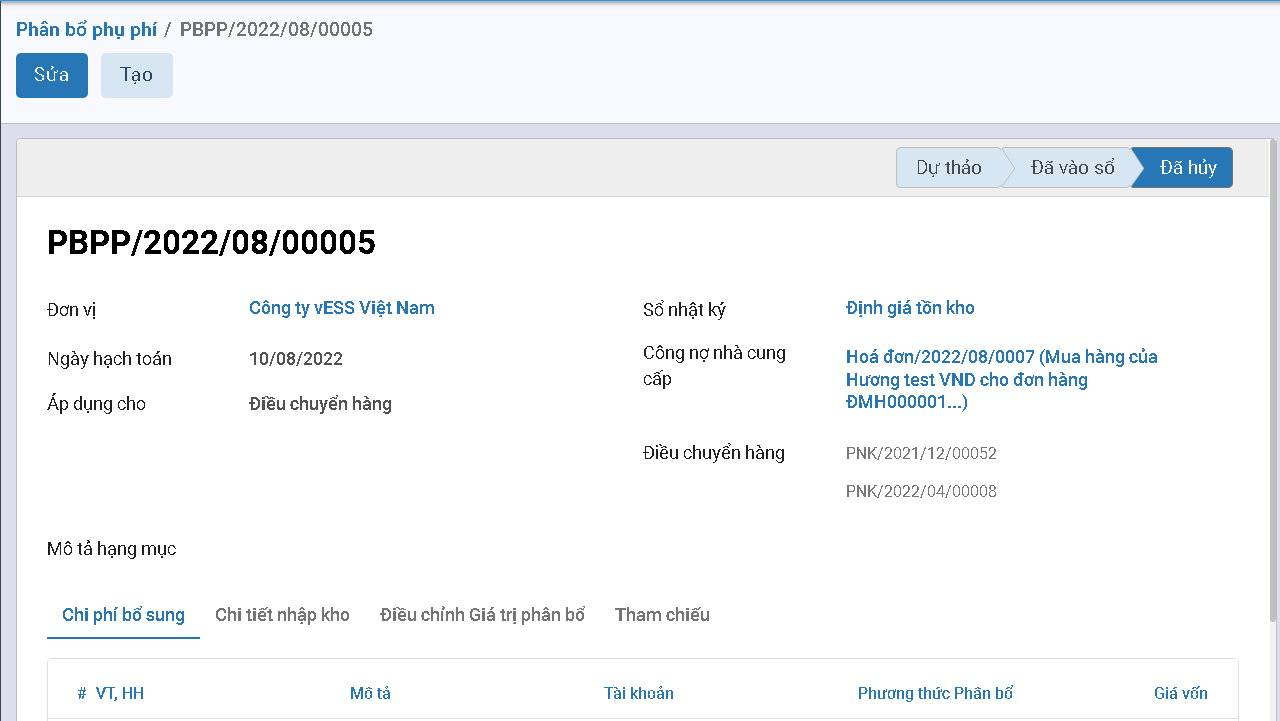 Phân bổ phụ phí / PBPP/2022/08/00005
Sửa Tạo
Dự thảo Đã vào sổ Đã hủy
PBPP/2022/08/00005
Đơn vị Công ty vESS Việt Nam
Sổ nhật ký Định giá tồn kho
Ngày hạch toán 10/08/2022
Công nợ nhà cung
cấp
Hoá đơn/2022/08/0007 (Mua hàng của
Hương test VND cho đơn hàng
ĐMH000001...)
Áp dụng cho Điều chuyển hàng
Điều chuyển hàng PNK/2021/12/00052
PNK/2022/04/00008
Mô tả hạng mục
Chi phí bổ sung Chi tiết nhập kho Điều chỉnh Giá trị phân bổ Tham chiếu
# VT, HH Mô tả Tài khoản Phương thức Phân bổ Giá vốn